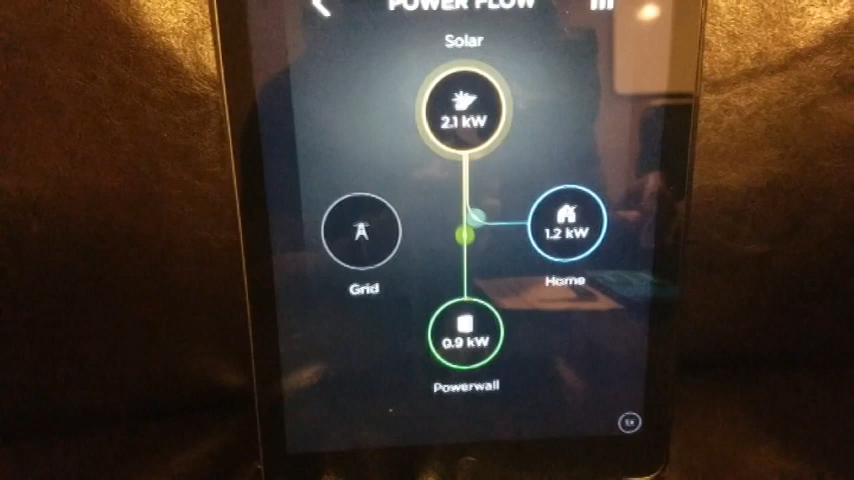 POWER FLOW
Solar
2.1 kW
1.2 kW
Home
Grid
0.9 kW
Powerwall